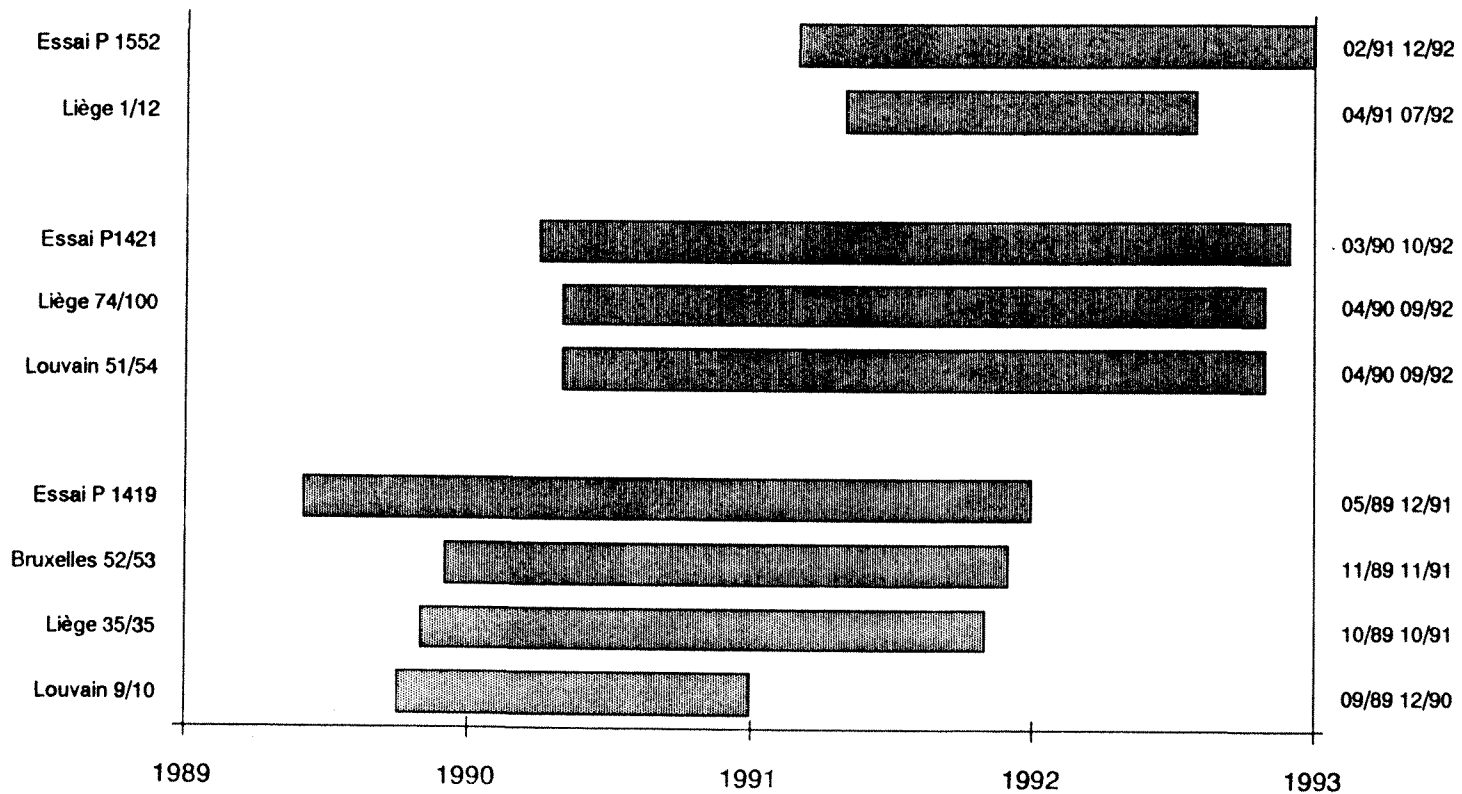 Essai P 1552 02/91 12/92
Liège 1/12 04/91 07/92
Essai P1421 03/90 10/92
Liège 74/100 04/90 09/92
Louvain 51/54 04/90 09/92
Essai P 1419 05/89 12/91
Bruxelles 52/53 11/89 11/91
Liège 35/35 10/89 10/91
Louvain 9/10 09/89 12/90
1989 1990 1991 1992 1993